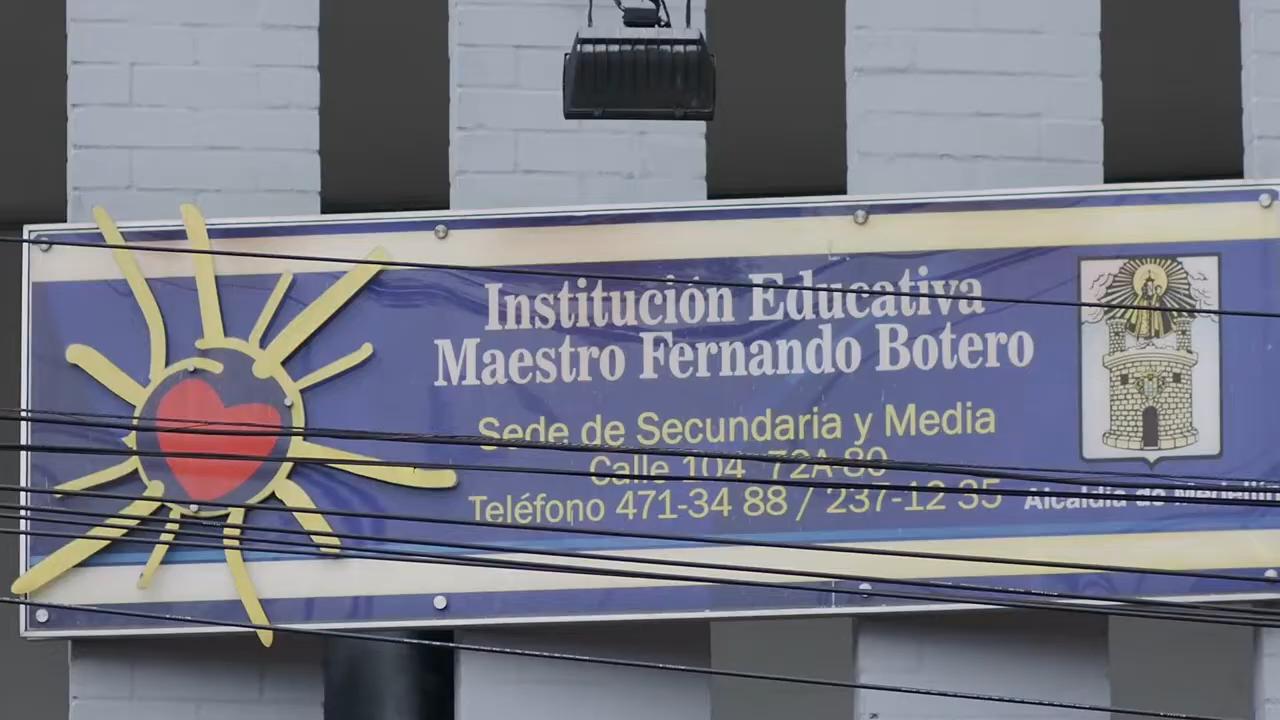 Institución Educativa
Maestro Fernando Botero
Sede de Secundaria y Media
Calle 104 72A 80
Teléfono 471-34 88 / 237-12 35
Alcaldía de Medellín